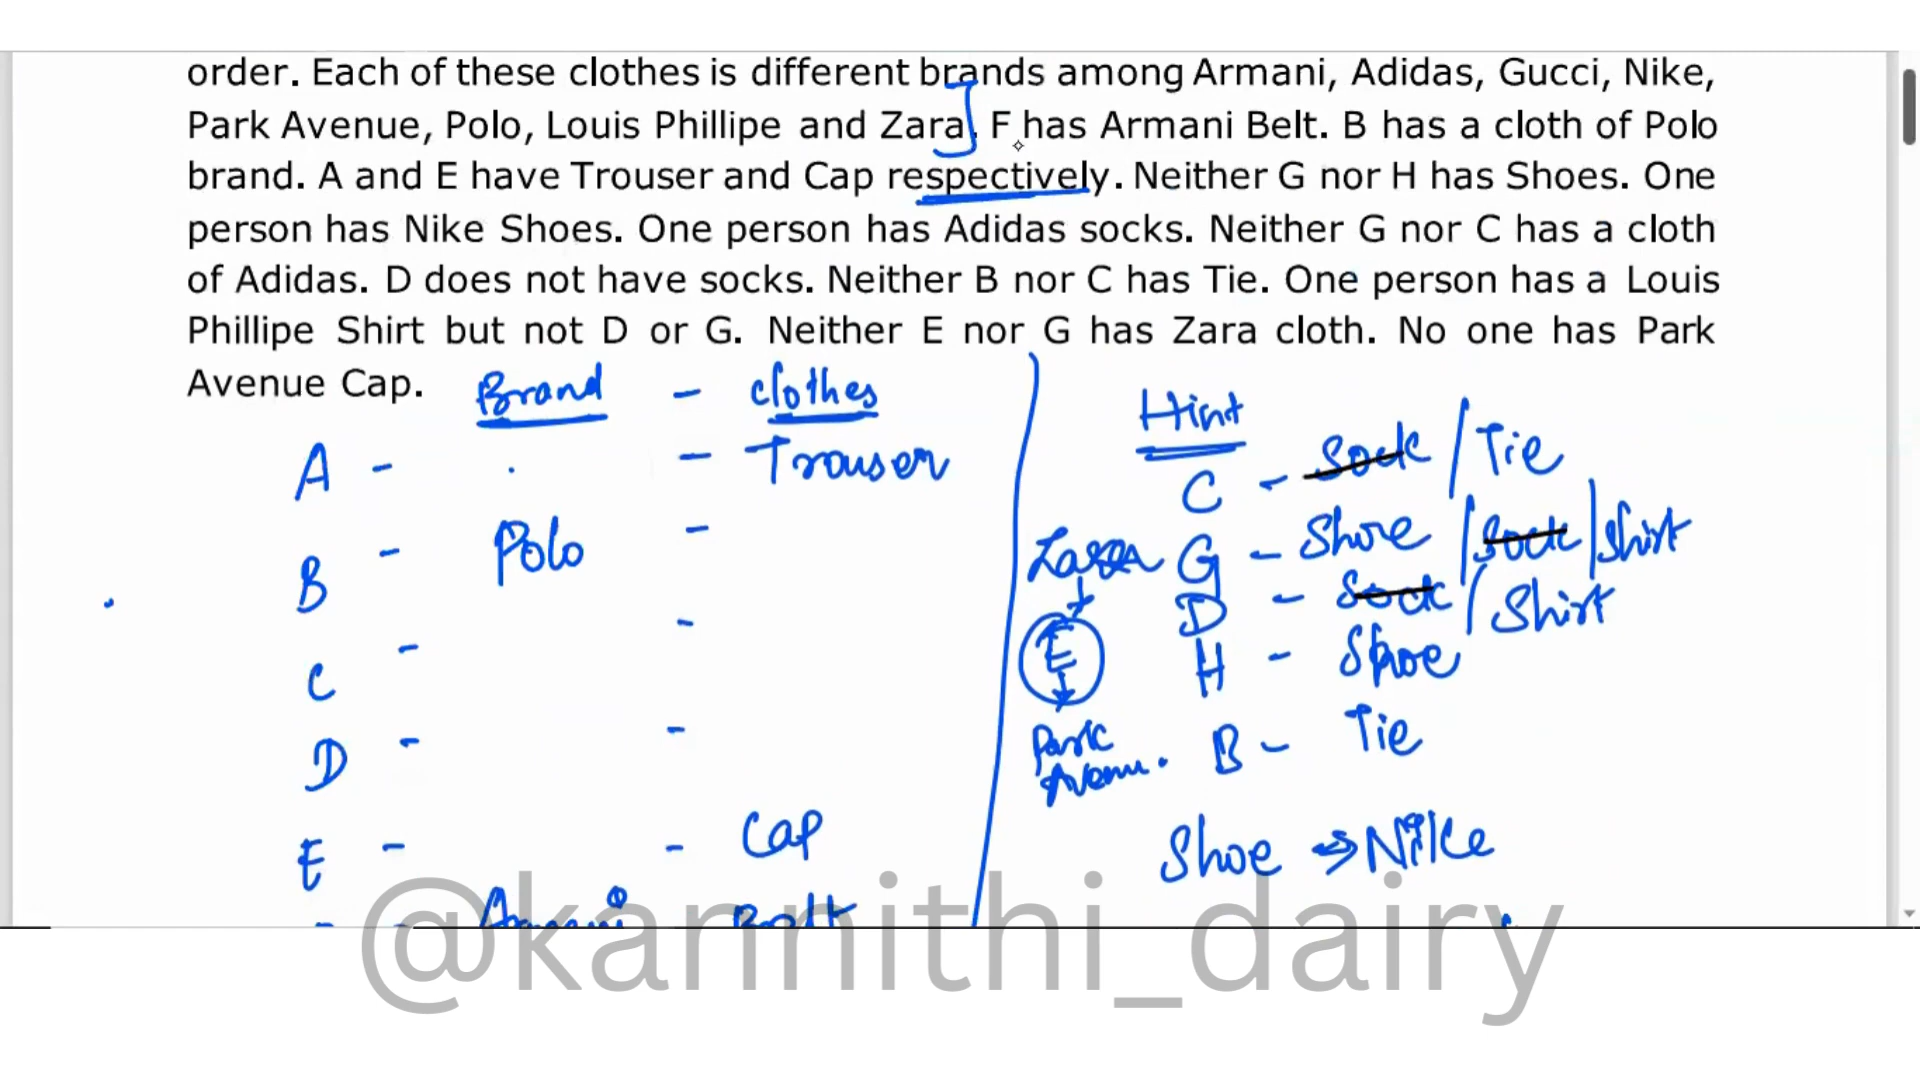 order. Each of these clothes is different brands among Armani, Adidas, Gucci, Nike,
Park Avenue, Polo, Louis Phillipe and Zara. F has Armani Belt. B has a cloth of Polo
brand. A and E have Trouser and Cap respectively. Neither G nor H has Shoes. One
person has Nike Shoes. One person has Adidas socks. Neither G nor C has a cloth
of Adidas. D does not have socks. Neither B nor C has Tie. One person has a Louis
Phillipe Shirt but not D or G. Neither E nor G has Zara cloth. No one has Park
Avenue Cap.
Brand - clothes
A - - Trouser
B - Polo -
C - -
D - -
E - - Cap
Armani Belt
Hint
C - Sock / Tie
G - Shoe / Sock / Shirt
D - Sock / Shirt
E
H - Shoe
Park
Avenu.
B - Tie
Shoe → Nike
@kannithi_dairy